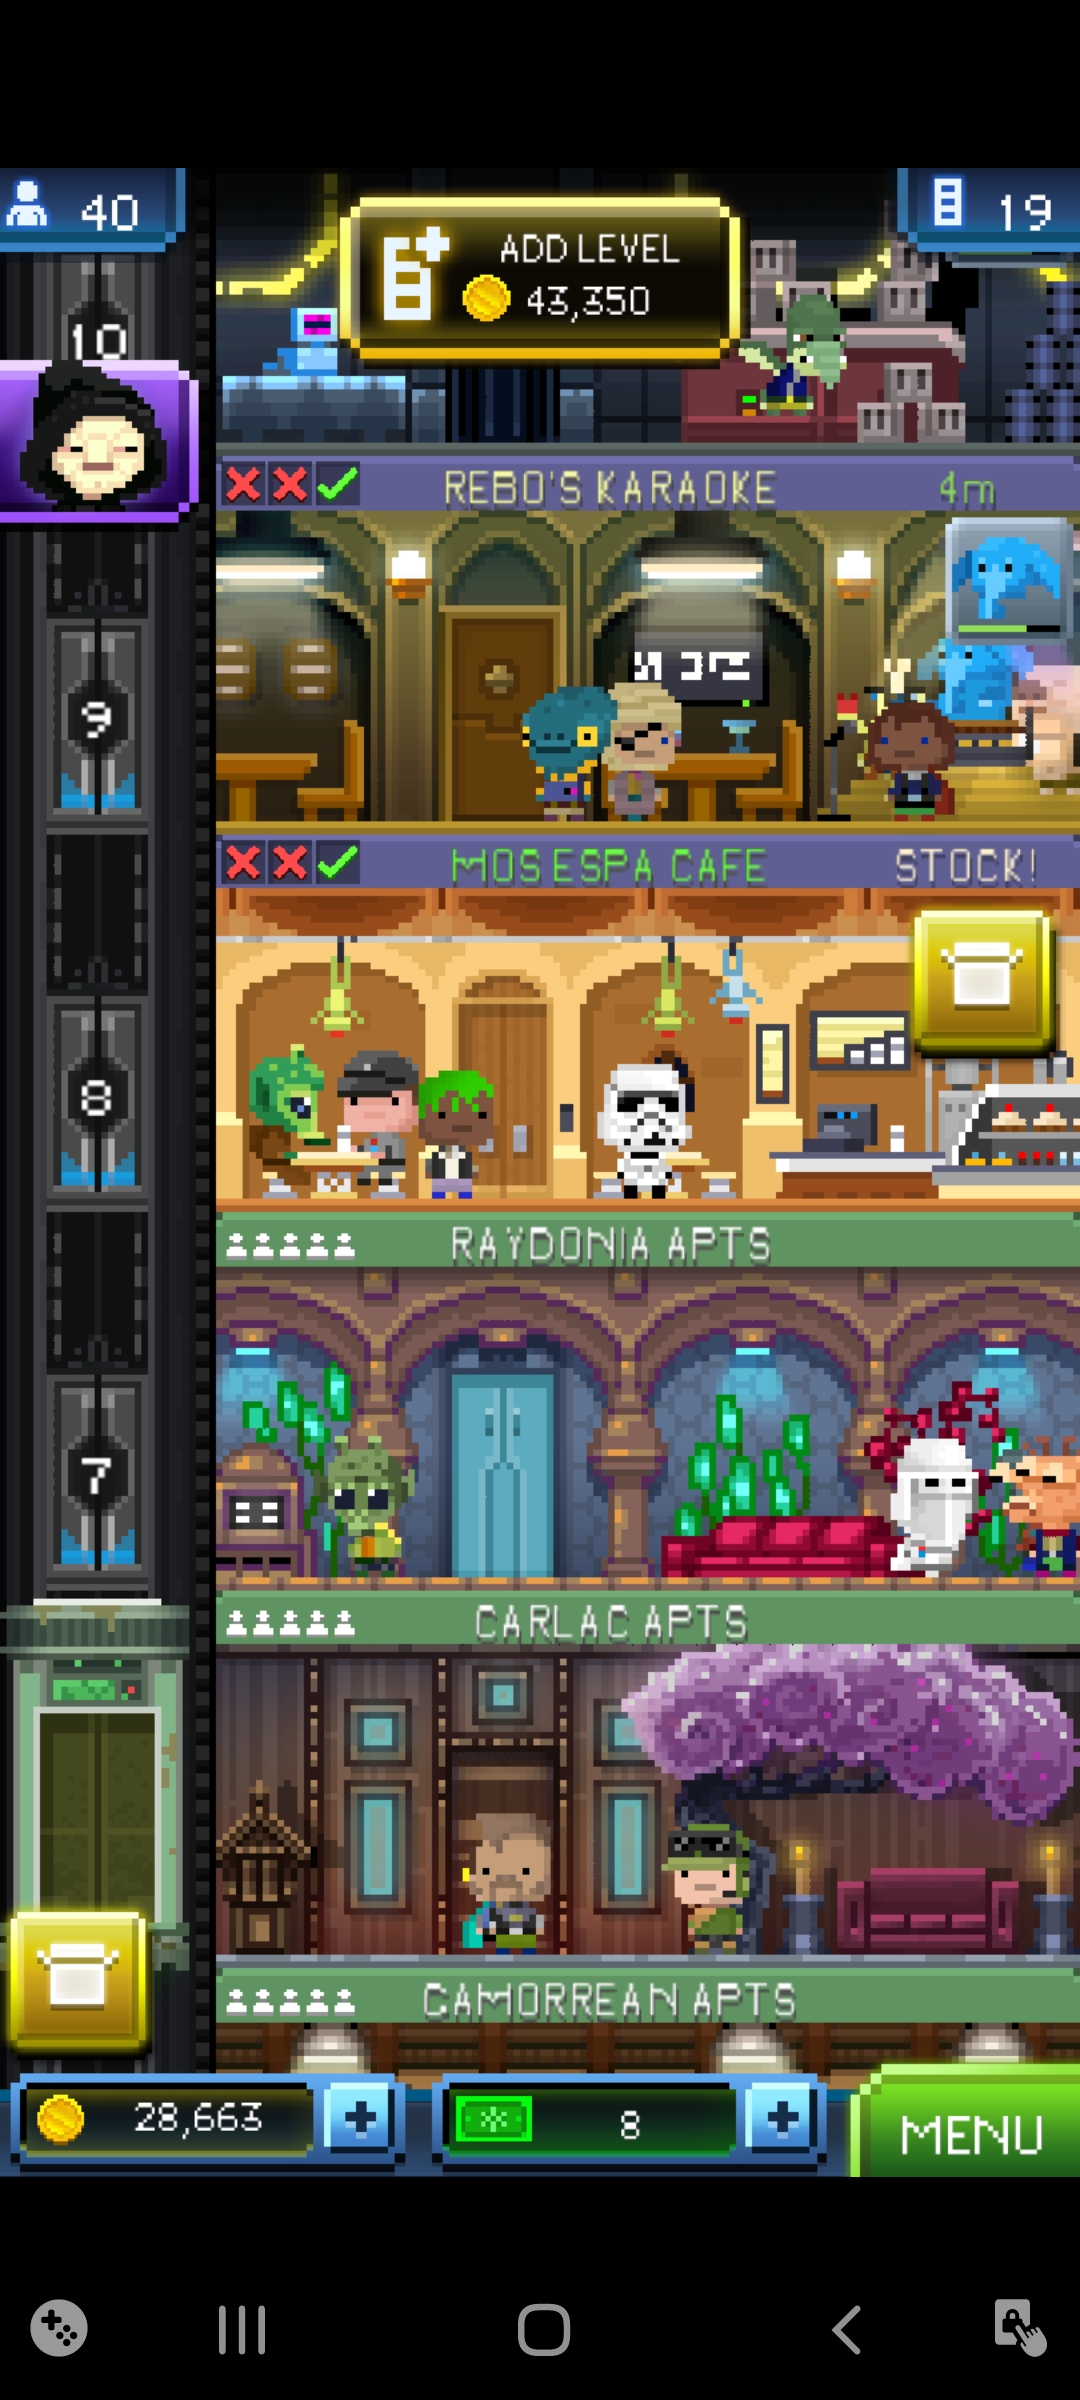 40
ADD LEVEL
43,350
19
10
REBO'S KARAOKE
4m
9
MOS ESPA CAFE
STOCK!
8
RAYDONIA APTS
7
CARLAC APTS
CAMORREAN APTS
28,663
8
MENU